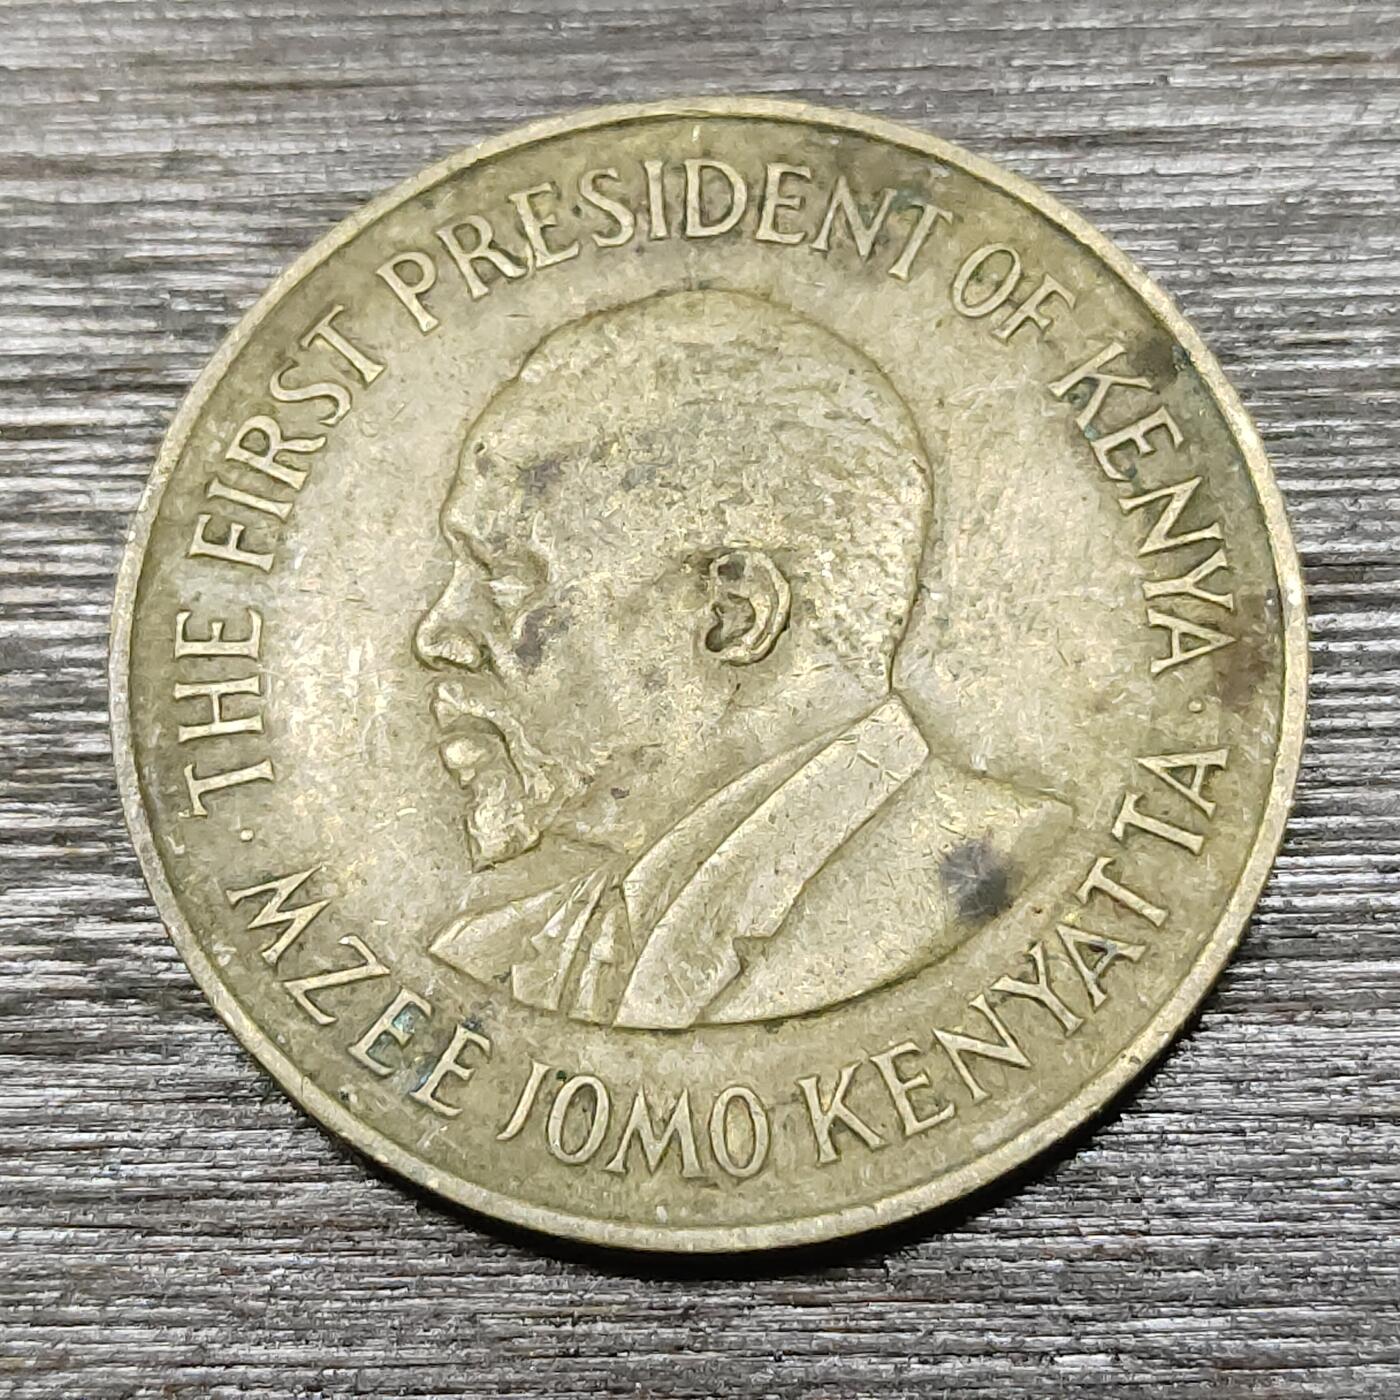 · THE FIRST PRESIDENT OF KENYA ·
MZEE JOMO KENYATTA